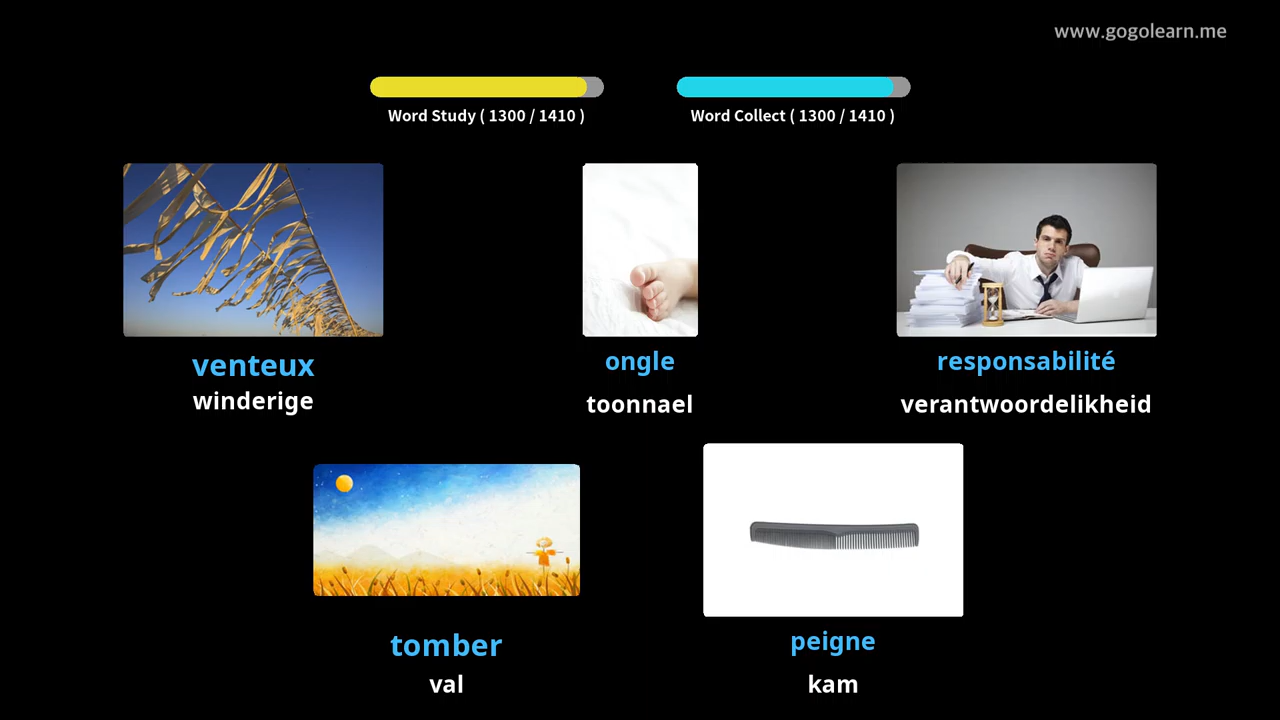 www.gogolearn.me
Word Study ( 1300 / 1410 )
Word Collect ( 1300 / 1410 )
venteux
winderige
ongle
toonnael
responsabilité
verantwoordelikheid
tomber
val
peigne
kam